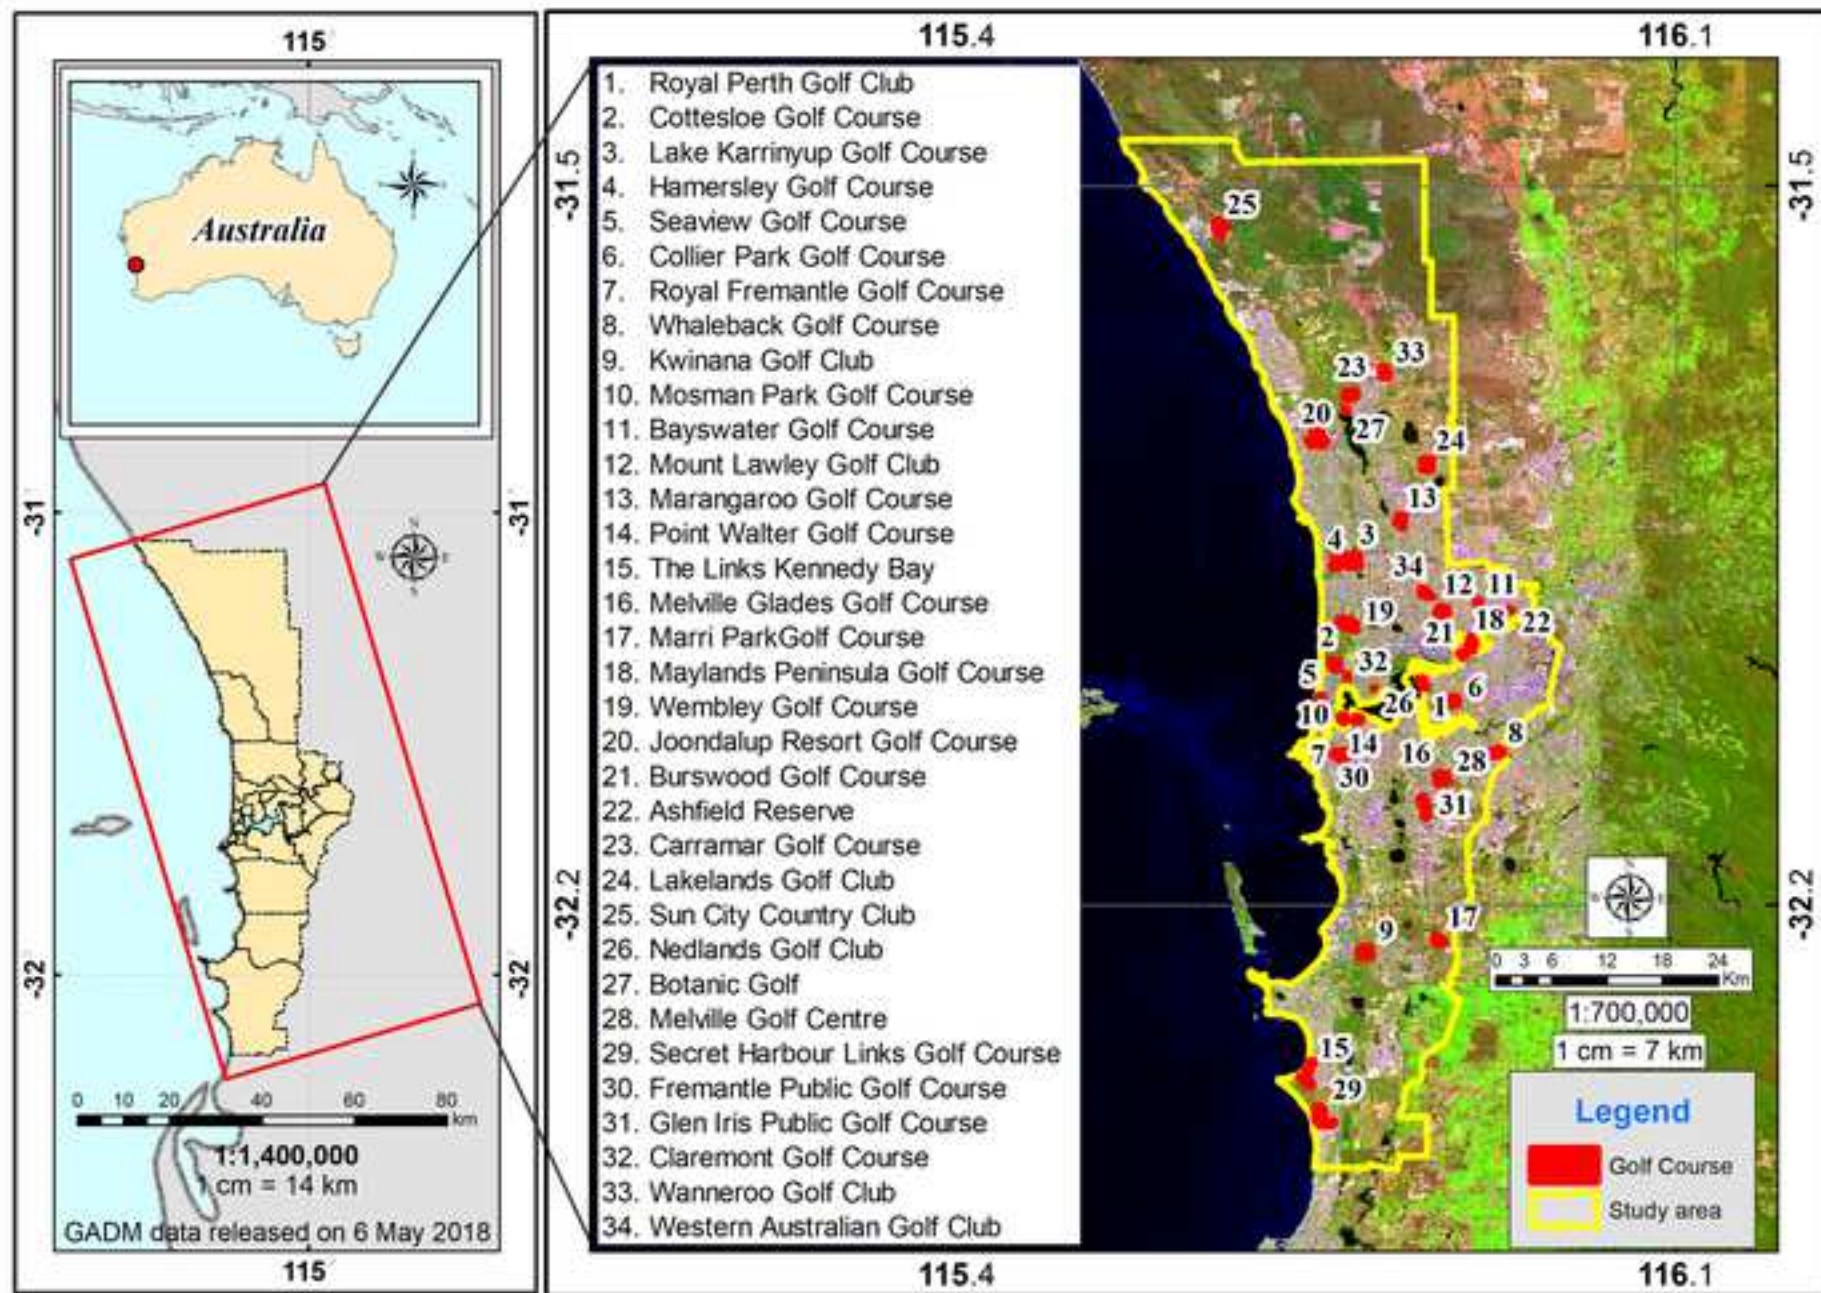 115°
Australia
-31°
-31°
N
W
E
S
-32°
-32°
0 10 20 40 60 80
km
1:1,400,000
1 cm = 14 km
GADM data released on 6 May 2018
115°
115.4
116.1
-31.5
-31.5
1. Royal Perth Golf Club
2. Cottesloe Golf Course
3. Lake Karrinyup Golf Course
4. Hamersley Golf Course
5. Seaview Golf Course
6. Collier Park Golf Course
7. Royal Fremantle Golf Course
8. Whaleback Golf Course
9. Kwinana Golf Club
10. Mosman Park Golf Course
11. Bayswater Golf Course
12. Mount Lawley Golf Club
13. Marangaroo Golf Course
14. Point Walter Golf Course
15. The Links Kennedy Bay
16. Melville Glades Golf Course
17. Marri ParkGolf Course
18. Maylands Peninsula Golf Course
19. Wembley Golf Course
20. Joondalup Resort Golf Course
21. Burswood Golf Course
22. Ashfield Reserve
23. Carramar Golf Course
24. Lakelands Golf Club
25. Sun City Country Club
26. Nedlands Golf Club
27. Botanic Golf
28. Melville Golf Centre
29. Secret Harbour Links Golf Course
30. Fremantle Public Golf Course
31. Glen Iris Public Golf Course
32. Claremont Golf Course
33. Wanneroo Golf Club
34. Western Australian Golf Club
25
33
23
20
27
24
13
4
3
34
12
11
19
18
22
21
2
32
5
26
1
6
10
8
7
14
16
28
30
31
17
9
15
29
-32.2
-32.2
0 3 6 12 18 24
Km
1:700,000
1 cm = 7 km
Legend
Golf Course
Study area
115.4
116.1